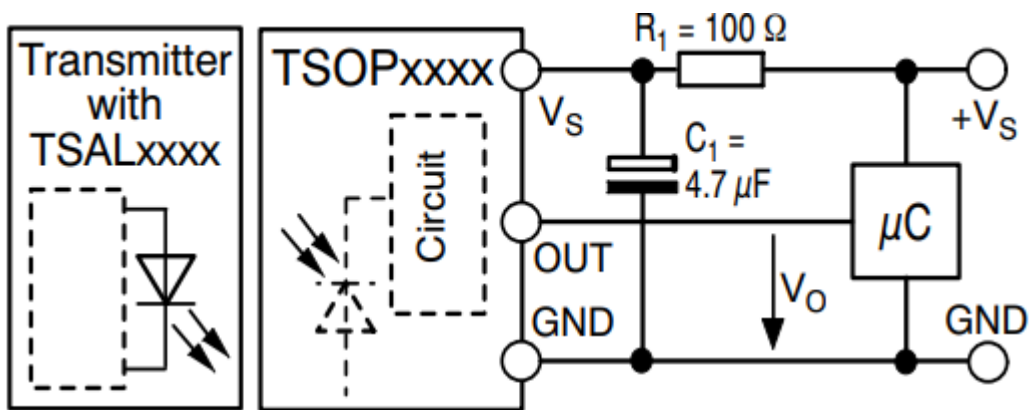 Transmitter
with
TSALxxxx
TSOPxxxx
Circuit
VS
OUT
GND
R1 = 100 Ω
C1 =
4.7 µF
VO
µC
+VS
GND